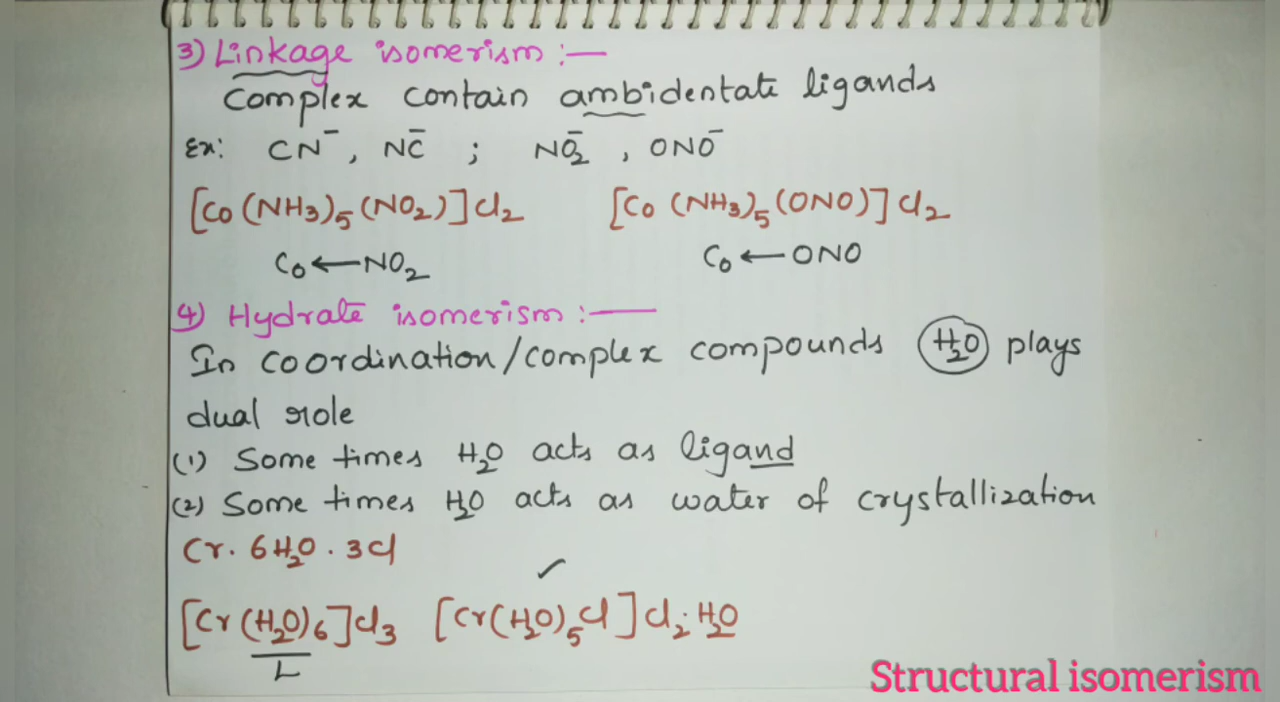 3) Linkage isomerism :—
Complex contain ambidentate ligands
Ex: CN⁻, NC⁻ ; NO₂⁻, ONO⁻
[Co(NH₃)₅(NO₂)]Cl₂ [Co(NH₃)₅(ONO)]Cl₂
Co←NO₂ Co←ONO
4) Hydrate isomerism :—
In coordination/complex compounds H₂O plays
dual role
(1) Some times H₂O acts as ligand
(2) Some times H₂O acts as water of crystallization
Cr. 6H₂O. 3Cl
[Cr(H₂O)₆]Cl₃ [Cr(H₂O)₅Cl]Cl₂.H₂O
L
Structural isomerism